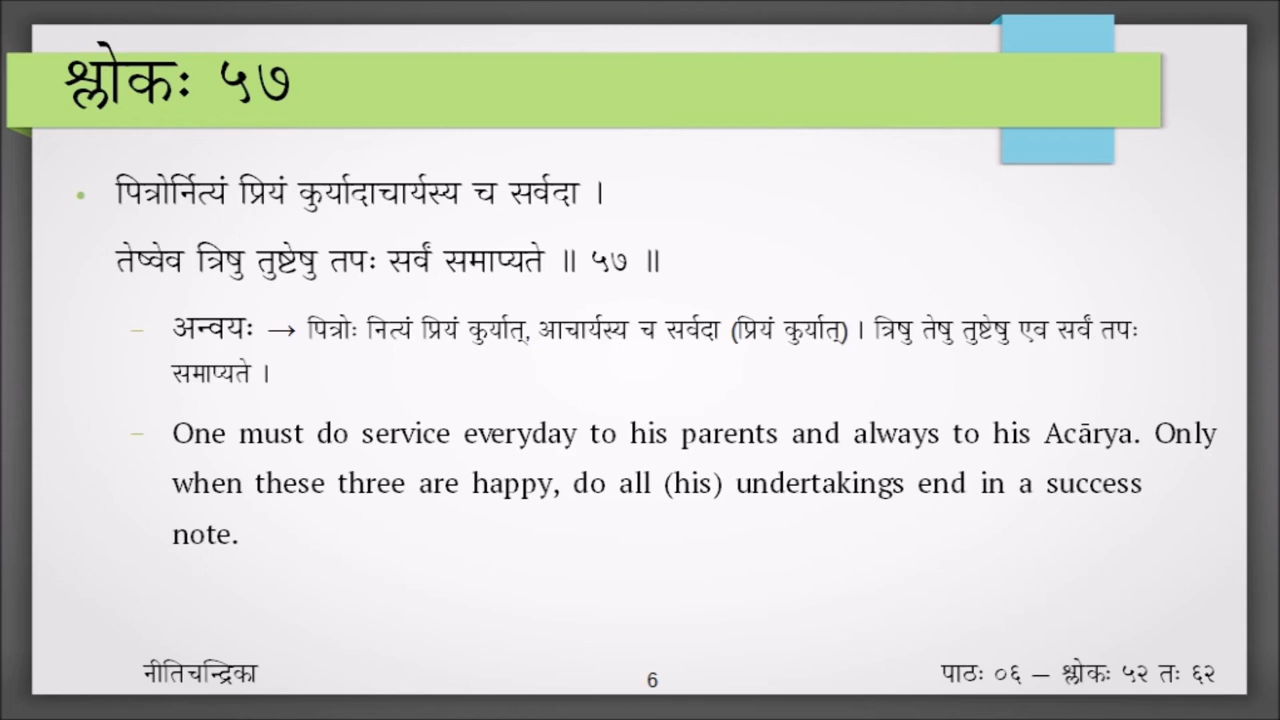 श्लोकः ५७
• पित्रोर्नित्यं प्रियं कुर्यादाचार्यस्य च सर्वदा ।
तेष्वेव त्रिषु तुष्टेषु तपः सर्वं समाप्यते ॥ ५७ ॥
– अन्वयः → पित्रोः नित्यं प्रियं कुर्यात्, आचार्यस्य च सर्वदा (प्रियं कुर्यात्) । त्रिषु तेषु तुष्टेषु एव सर्वं तपः
समाप्यते ।
– One must do service everyday to his parents and always to his Acārya. Only
when these three are happy, do all (his) undertakings end in a success
note.
नीतिचन्द्रिका
6
पाठः ०६ – श्लोकः ५२ तः ६२